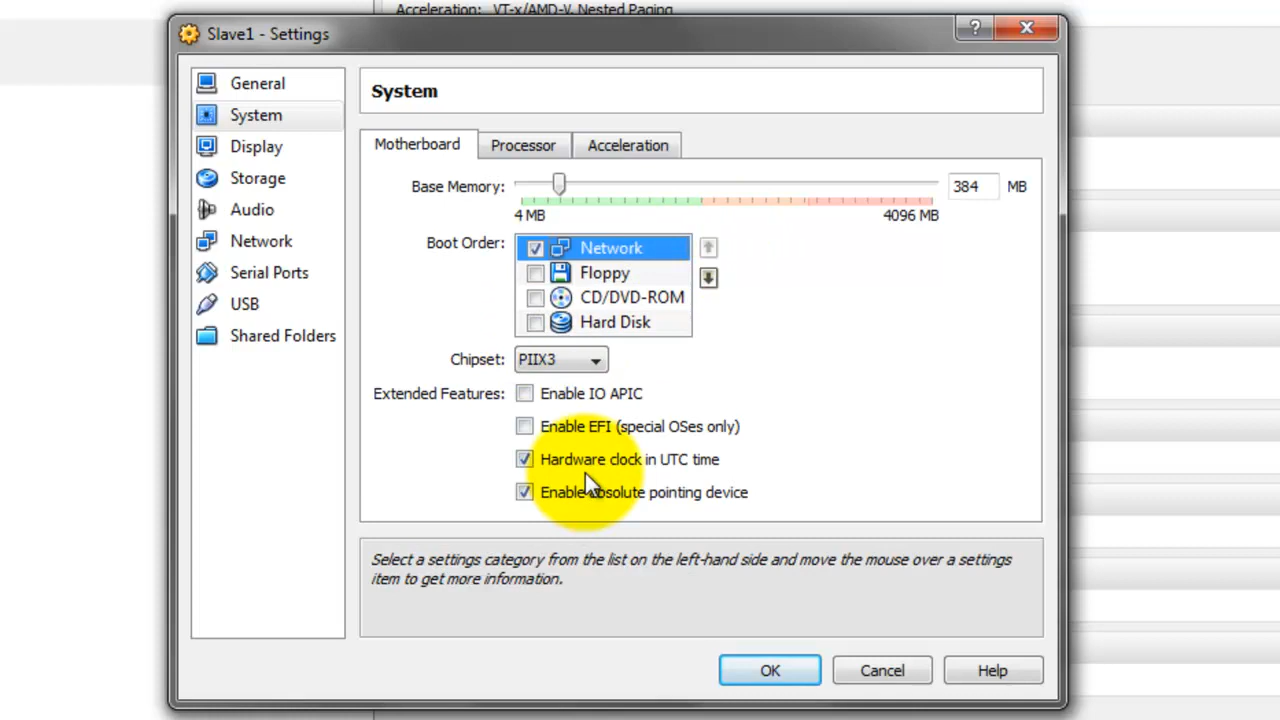 Acceleration: VT-x/AMD-V, Nested Paging
Slave1 - Settings
?
General
System
Display
Storage
Audio
Network
Serial Ports
USB
Shared Folders
System
Motherboard Processor Acceleration
Base Memory: 384 MB
4 MB 4096 MB
Boot Order: Network
Floppy
CD/DVD-ROM
Hard Disk
Chipset: PIIX3
Extended Features: Enable IO APIC
Enable EFI (special OSes only)
Hardware clock in UTC time
Enable absolute pointing device
Select a settings category from the list on the left-hand side and move the mouse over a settings
item to get more information.
OK Cancel Help